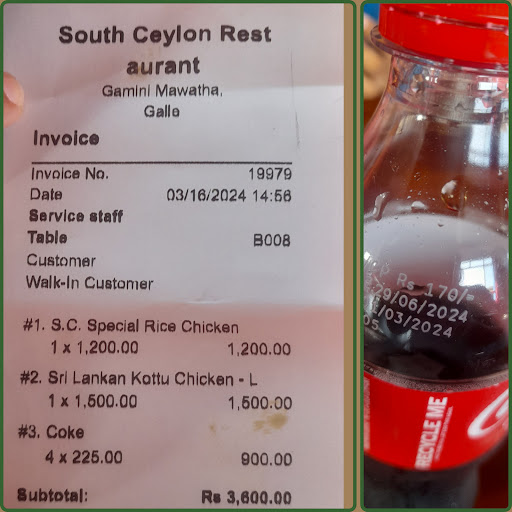 South Ceylon Rest
aurant
Gamini Mawatha,
Galle
Invoice
Invoice No. 19979
Date 03/16/2024 14:56
Service staff
Table B008
Customer
Walk-In Customer
#1. S.C. Special Rice Chicken
1 x 1,200.00 1,200.00
#2. Sri Lankan Kottu Chicken - L
1 x 1,500.00 1,500.00
#3. Coke
4 x 225.00 900.00
Subtotal: Rs 3,600.00
Rs 170/=
29/06/2024
/03/2024
05
RECYCLE ME